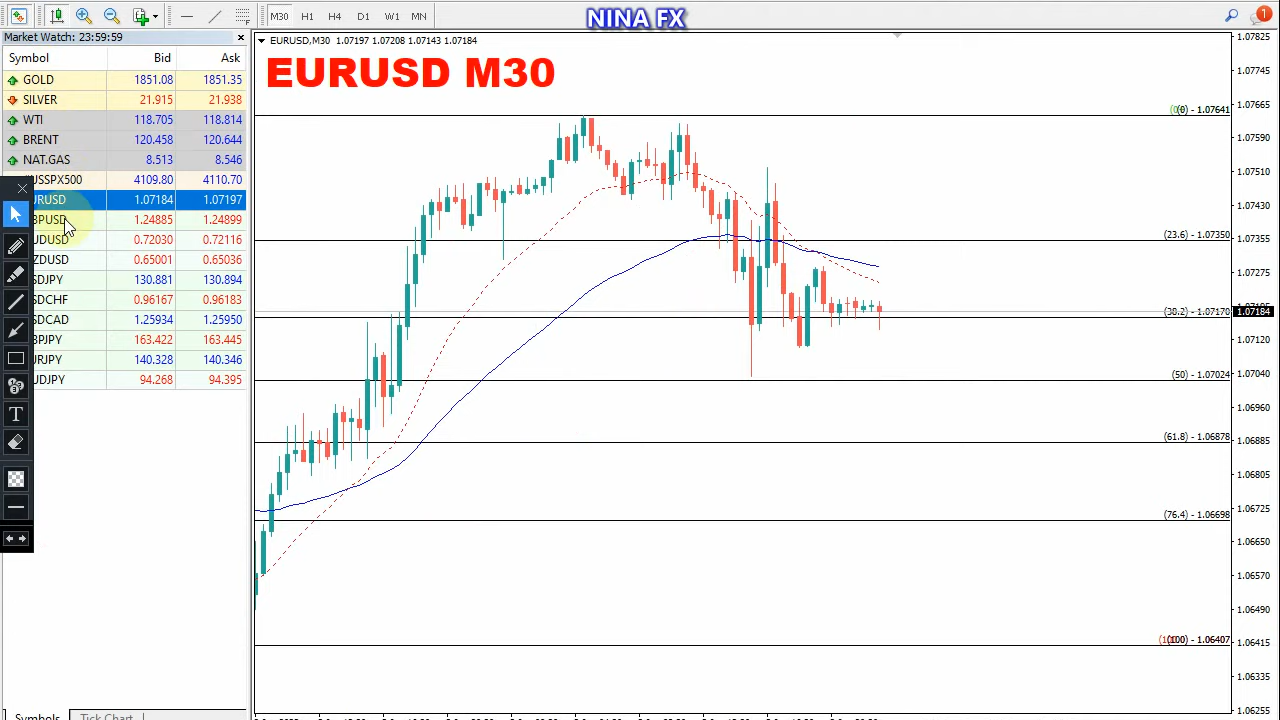 M30 H1 H4 D1 W1 MN
NINA FX
1
Market Watch: 23:59:59
Symbol Bid Ask
GOLD 1851.08 1851.35
SILVER 21.915 21.938
WTI 118.705 118.814
BRENT 120.458 120.644
NAT.GAS 8.513 8.546
USSPX500 4109.80 4110.70
URUSD 1.07184 1.07197
BPUSD 1.24885 1.24899
UDUSD 0.72030 0.72116
ZDUSD 0.65001 0.65036
SDJPY 130.881 130.894
SDCHF 0.96167 0.96183
SDCAD 1.25934 1.25950
BPJPY 163.422 163.445
URJPY 140.328 140.346
UDJPY 94.268 94.395
T
Symbols Tick Chart
EURUSD,M30 1.07197 1.07208 1.07143 1.07184
EURUSD M30
(0) - 1.07641
(23.6) - 1.07350
(38.2) - 1.07170
(50) - 1.07024
(61.8) - 1.06878
(76.4) - 1.06698
(100) - 1.06407
1.07825
1.07745
1.07665
1.07590
1.07510
1.07430
1.07355
1.07275
1.07184
1.07120
1.07040
1.06960
1.06885
1.06805
1.06725
1.06650
1.06570
1.06490
1.06415
1.06335
1.06255